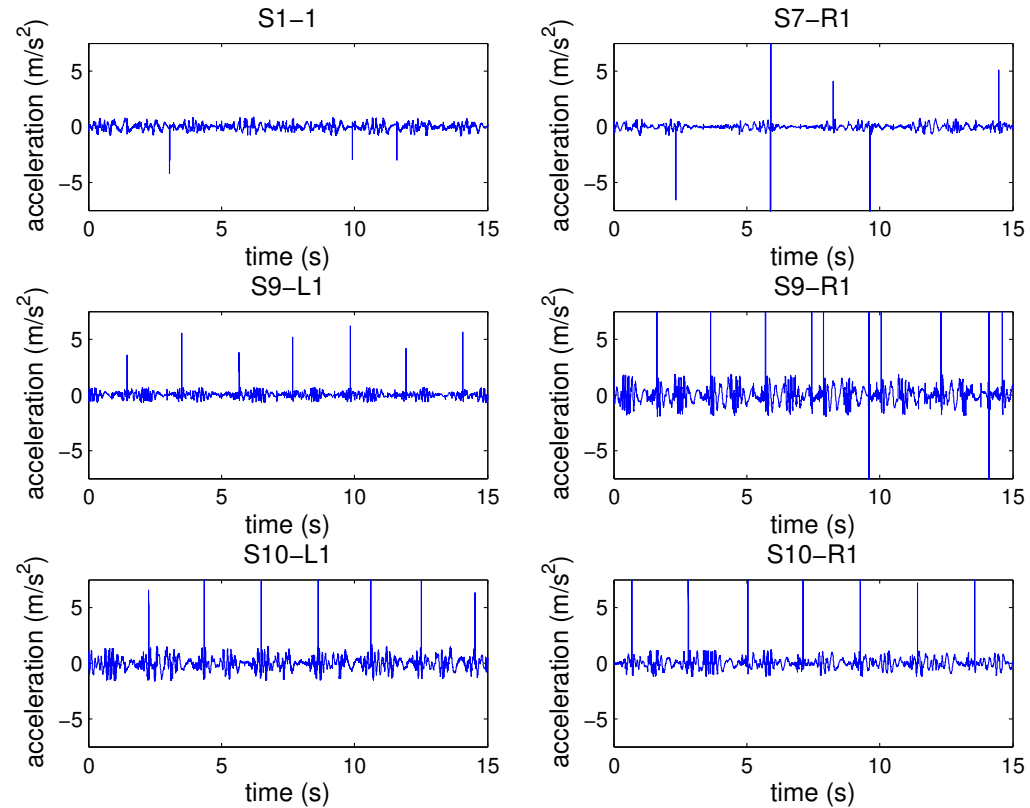 S1−1
acceleration (m/s²)
5
0
−5
0 5 10 15
time (s)
S7−R1
acceleration (m/s²)
5
0
−5
0 5 10 15
time (s)
S9−L1
acceleration (m/s²)
5
0
−5
0 5 10 15
time (s)
S9−R1
acceleration (m/s²)
5
0
−5
0 5 10 15
time (s)
S10−L1
acceleration (m/s²)
5
0
−5
0 5 10 15
time (s)
S10−R1
acceleration (m/s²)
5
0
−5
0 5 10 15
time (s)